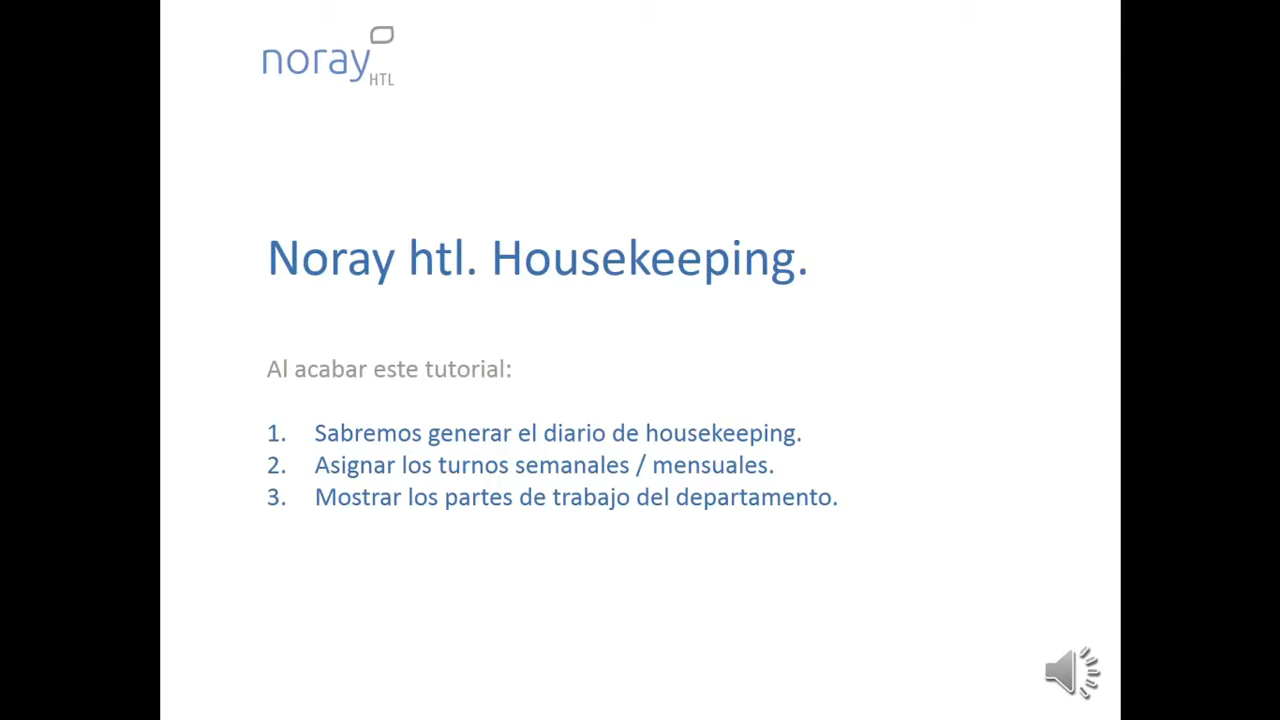 noray
HTL
Noray htl. Housekeeping.
Al acabar este tutorial:
1. Sabremos generar el diario de housekeeping.
2. Asignar los turnos semanales / mensuales.
3. Mostrar los partes de trabajo del departamento.